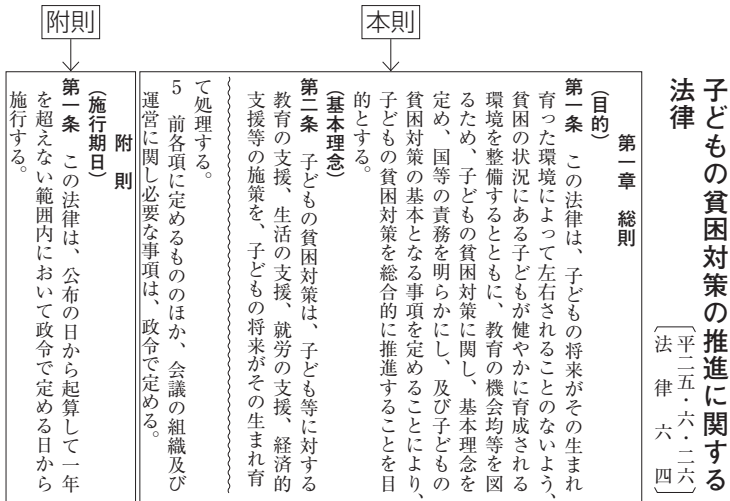 子どもの貧困対策の推進に関する
法律
平二五・六・二六
法律六四
本則
第一章　総則
(目的)
第一条　この法律は、子どもの将来がその生まれ
育った環境によって左右されることのないよう、
貧困の状況にある子どもが健やかに育成される
環境を整備するとともに、教育の機会均等を図
るため、子どもの貧困対策に関し、基本理念を
定め、国等の責務を明らかにし、及び子どもの
貧困対策の基本となる事項を定めることにより、
子どもの貧困対策を総合的に推進することを目
的とする。
(基本理念)
第二条　子どもの貧困対策は、子ども等に対する
教育の支援、生活の支援、就労の支援、経済的
支援等の施策を、子どもの将来がその生まれ育
て処理する。
5　前各項に定めるもののほか、会議の組織及び
運営に関し必要な事項は、政令で定める。
附則
附　則
(施行期日)
第一条　この法律は、公布の日から起算して一年
を超えない範囲内において政令で定める日から
施行する。